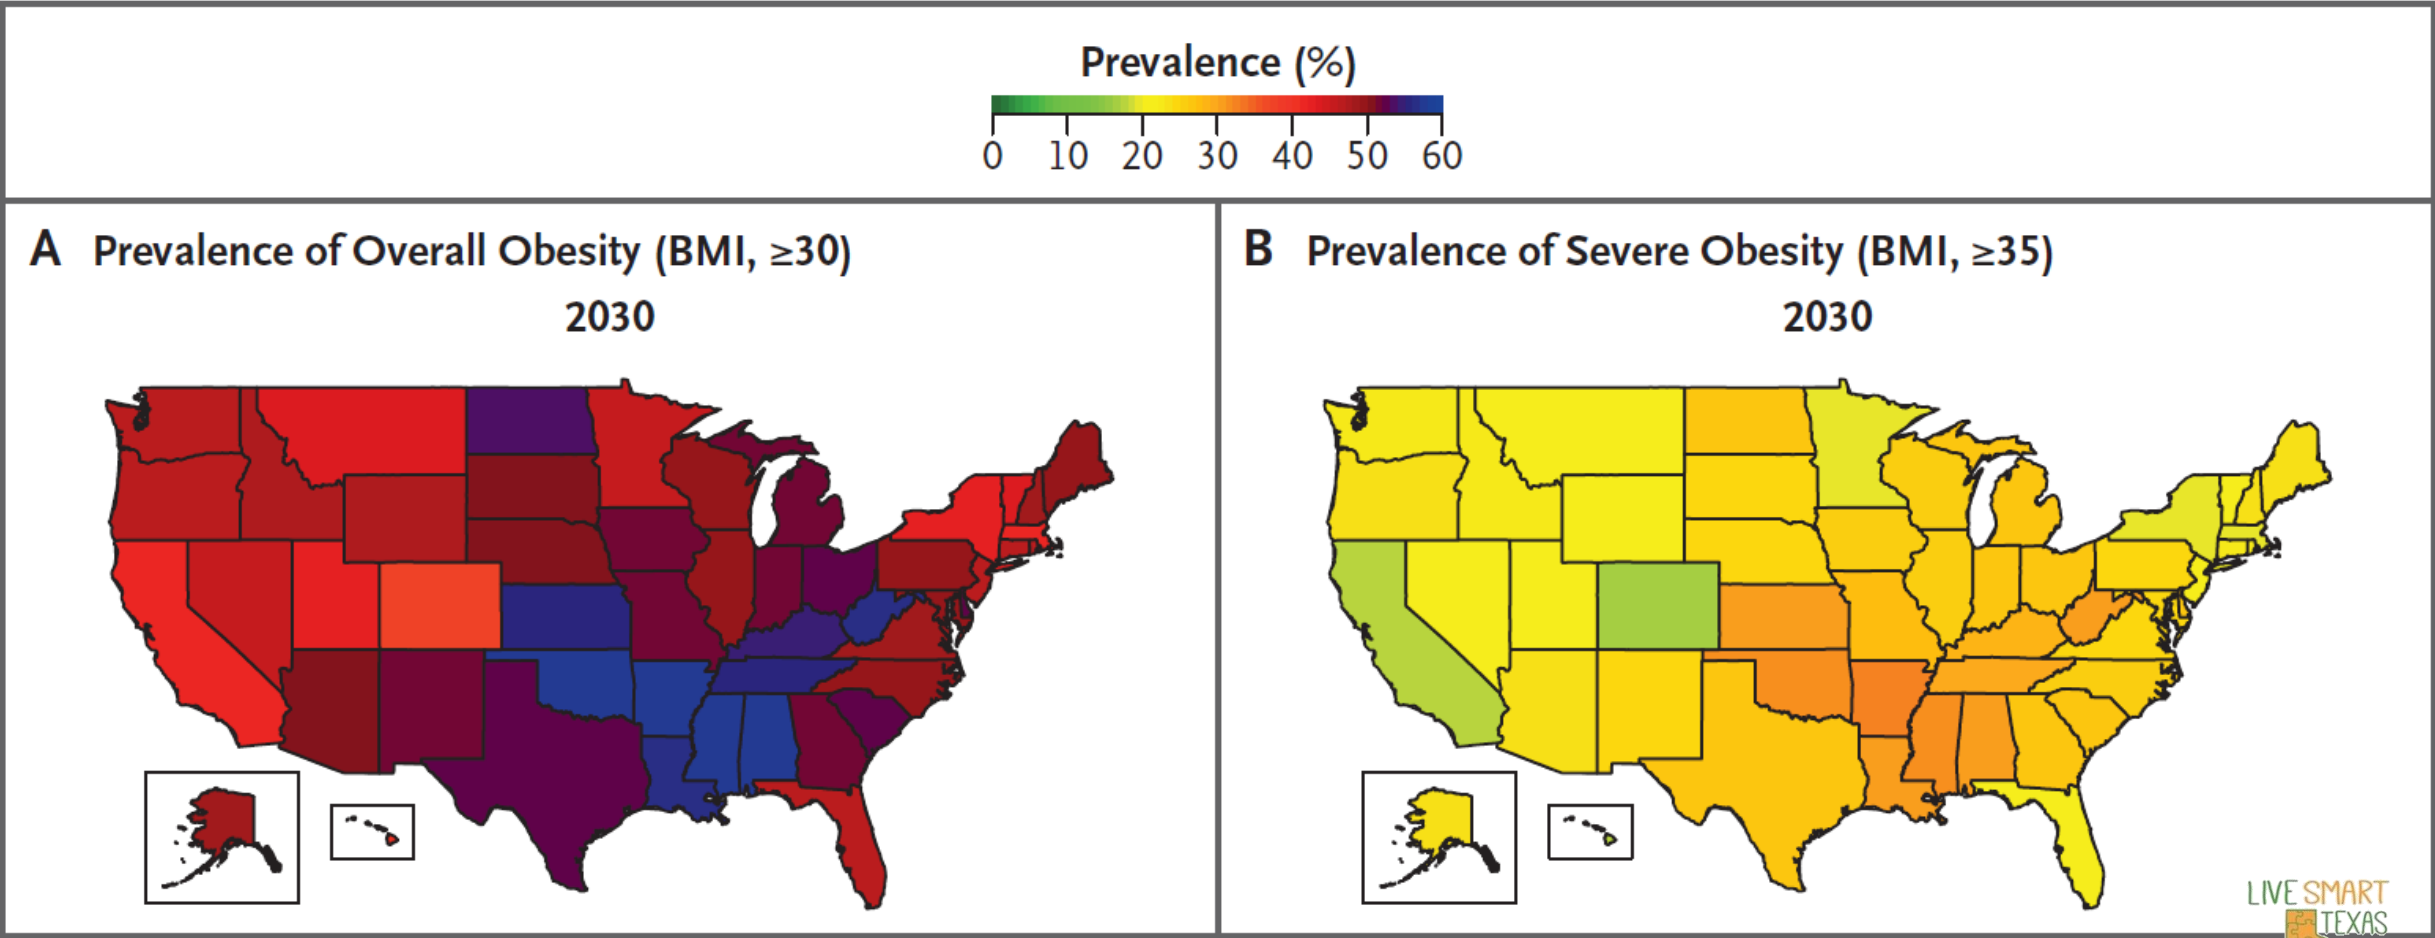 Prevalence (%)
0 10 20 30 40 50 60
A Prevalence of Overall Obesity (BMI, ≥30)
2030
B Prevalence of Severe Obesity (BMI, ≥35)
2030
LIVE SMART
TEXAS